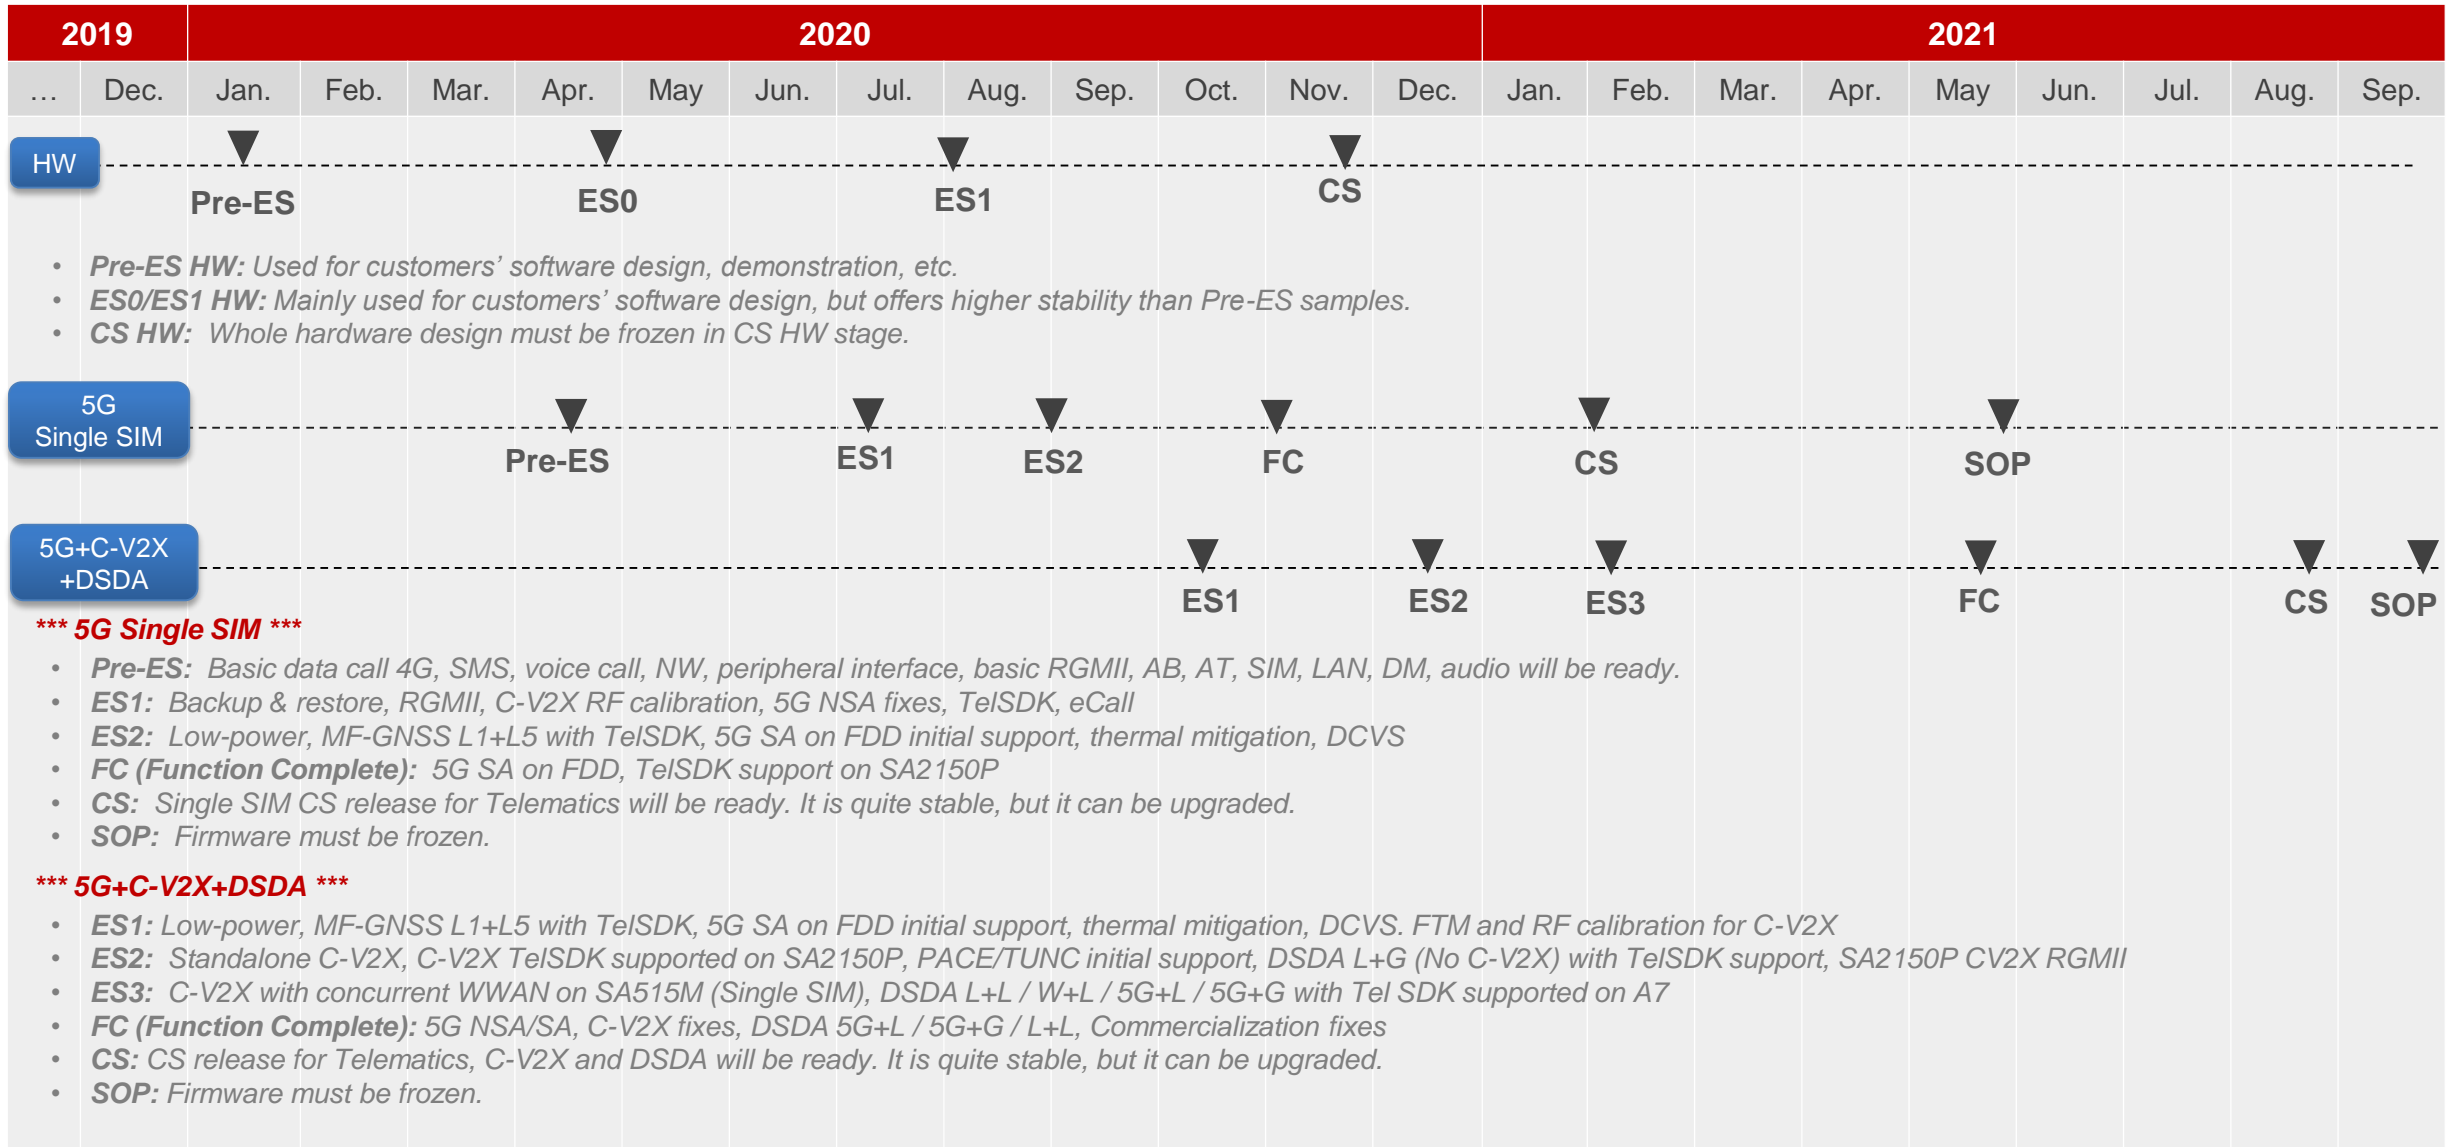 2019 2020 2021
… Dec. Jan. Feb. Mar. Apr. May Jun. Jul. Aug. Sep. Oct. Nov. Dec. Jan. Feb. Mar. Apr. May Jun. Jul. Aug. Sep.
HW
Pre-ES ES0 ES1 CS
• Pre-ES HW: Used for customers’ software design, demonstration, etc.
• ES0/ES1 HW: Mainly used for customers’ software design, but offers higher stability than Pre-ES samples.
• CS HW: Whole hardware design must be frozen in CS HW stage.
5G
Single SIM
Pre-ES ES1 ES2 FC CS SOP
5G+C-V2X
+DSDA
ES1 ES2 ES3 FC CS SOP
*** 5G Single SIM ***
• Pre-ES: Basic data call 4G, SMS, voice call, NW, peripheral interface, basic RGMII, AB, AT, SIM, LAN, DM, audio will be ready.
• ES1: Backup & restore, RGMII, C-V2X RF calibration, 5G NSA fixes, TelSDK, eCall
• ES2: Low-power, MF-GNSS L1+L5 with TelSDK, 5G SA on FDD initial support, thermal mitigation, DCVS
• FC (Function Complete): 5G SA on FDD, TelSDK support on SA2150P
• CS: Single SIM CS release for Telematics will be ready. It is quite stable, but it can be upgraded.
• SOP: Firmware must be frozen.
*** 5G+C-V2X+DSDA ***
• ES1: Low-power, MF-GNSS L1+L5 with TelSDK, 5G SA on FDD initial support, thermal mitigation, DCVS. FTM and RF calibration for C-V2X
• ES2: Standalone C-V2X, C-V2X TelSDK supported on SA2150P, PACE/TUNC initial support, DSDA L+G (No C-V2X) with TelSDK support, SA2150P CV2X RGMII
• ES3: C-V2X with concurrent WWAN on SA515M (Single SIM), DSDA L+L / W+L / 5G+L / 5G+G with Tel SDK supported on A7
• FC (Function Complete): 5G NSA/SA, C-V2X fixes, DSDA 5G+L / 5G+G / L+L, Commercialization fixes
• CS: CS release for Telematics, C-V2X and DSDA will be ready. It is quite stable, but it can be upgraded.
• SOP: Firmware must be frozen.